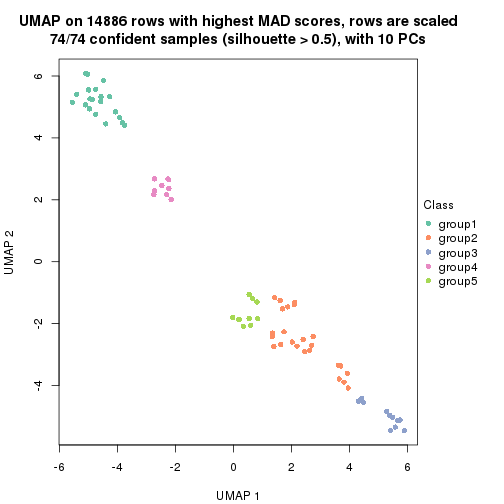 UMAP on 14886 rows with highest MAD scores, rows are scaled
74/74 confident samples (silhouette > 0.5), with 10 PCs
6
4
2
0
-2
-4
UMAP 2
-6
-4
-2
0
2
4
6
UMAP 1
Class
group1
group2
group3
group4
group5